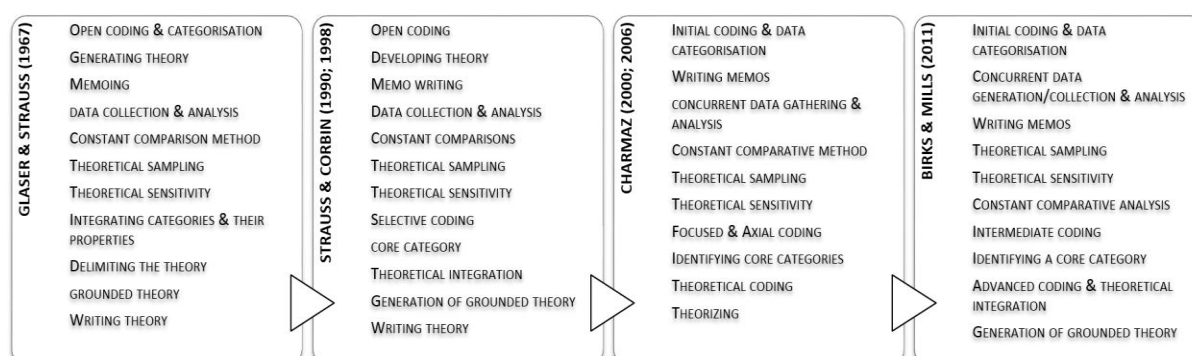 GLASER & STRAUSS (1967)
OPEN CODING & CATEGORISATION
GENERATING THEORY
MEMOING
DATA COLLECTION & ANALYSIS
CONSTANT COMPARISON METHOD
THEORETICAL SAMPLING
THEORETICAL SENSITIVITY
INTEGRATING CATEGORIES & THEIR
PROPERTIES
DELIMITING THE THEORY
GROUNDED THEORY
WRITING THEORY
STRAUSS & CORBIN (1990; 1998)
OPEN CODING
DEVELOPING THEORY
MEMO WRITING
DATA COLLECTION & ANALYSIS
CONSTANT COMPARISONS
THEORETICAL SAMPLING
THEORETICAL SENSITIVITY
SELECTIVE CODING
CORE CATEGORY
THEORETICAL INTEGRATION
GENERATION OF GROUNDED THEORY
WRITING THEORY
CHARMAZ (2000; 2006)
INITIAL CODING & DATA
CATEGORISATION
WRITING MEMOS
CONCURRENT DATA GATHERING &
ANALYSIS
CONSTANT COMPARATIVE METHOD
THEORETICAL SAMPLING
THEORETICAL SENSITIVITY
FOCUSED & AXIAL CODING
IDENTIFYING CORE CATEGORIES
THEORETICAL CODING
THEORIZING
BIRKS & MILLS (2011)
INITIAL CODING & DATA
CATEGORISATION
CONCURRENT DATA
GENERATION/COLLECTION & ANALYSIS
WRITING MEMOS
THEORETICAL SAMPLING
THEORETICAL SENSITIVITY
CONSTANT COMPARATIVE ANALYSIS
INTERMEDIATE CODING
IDENTIFYING A CORE CATEGORY
ADVANCED CODING & THEORETICAL
INTEGRATION
GENERATION OF GROUNDED THEORY